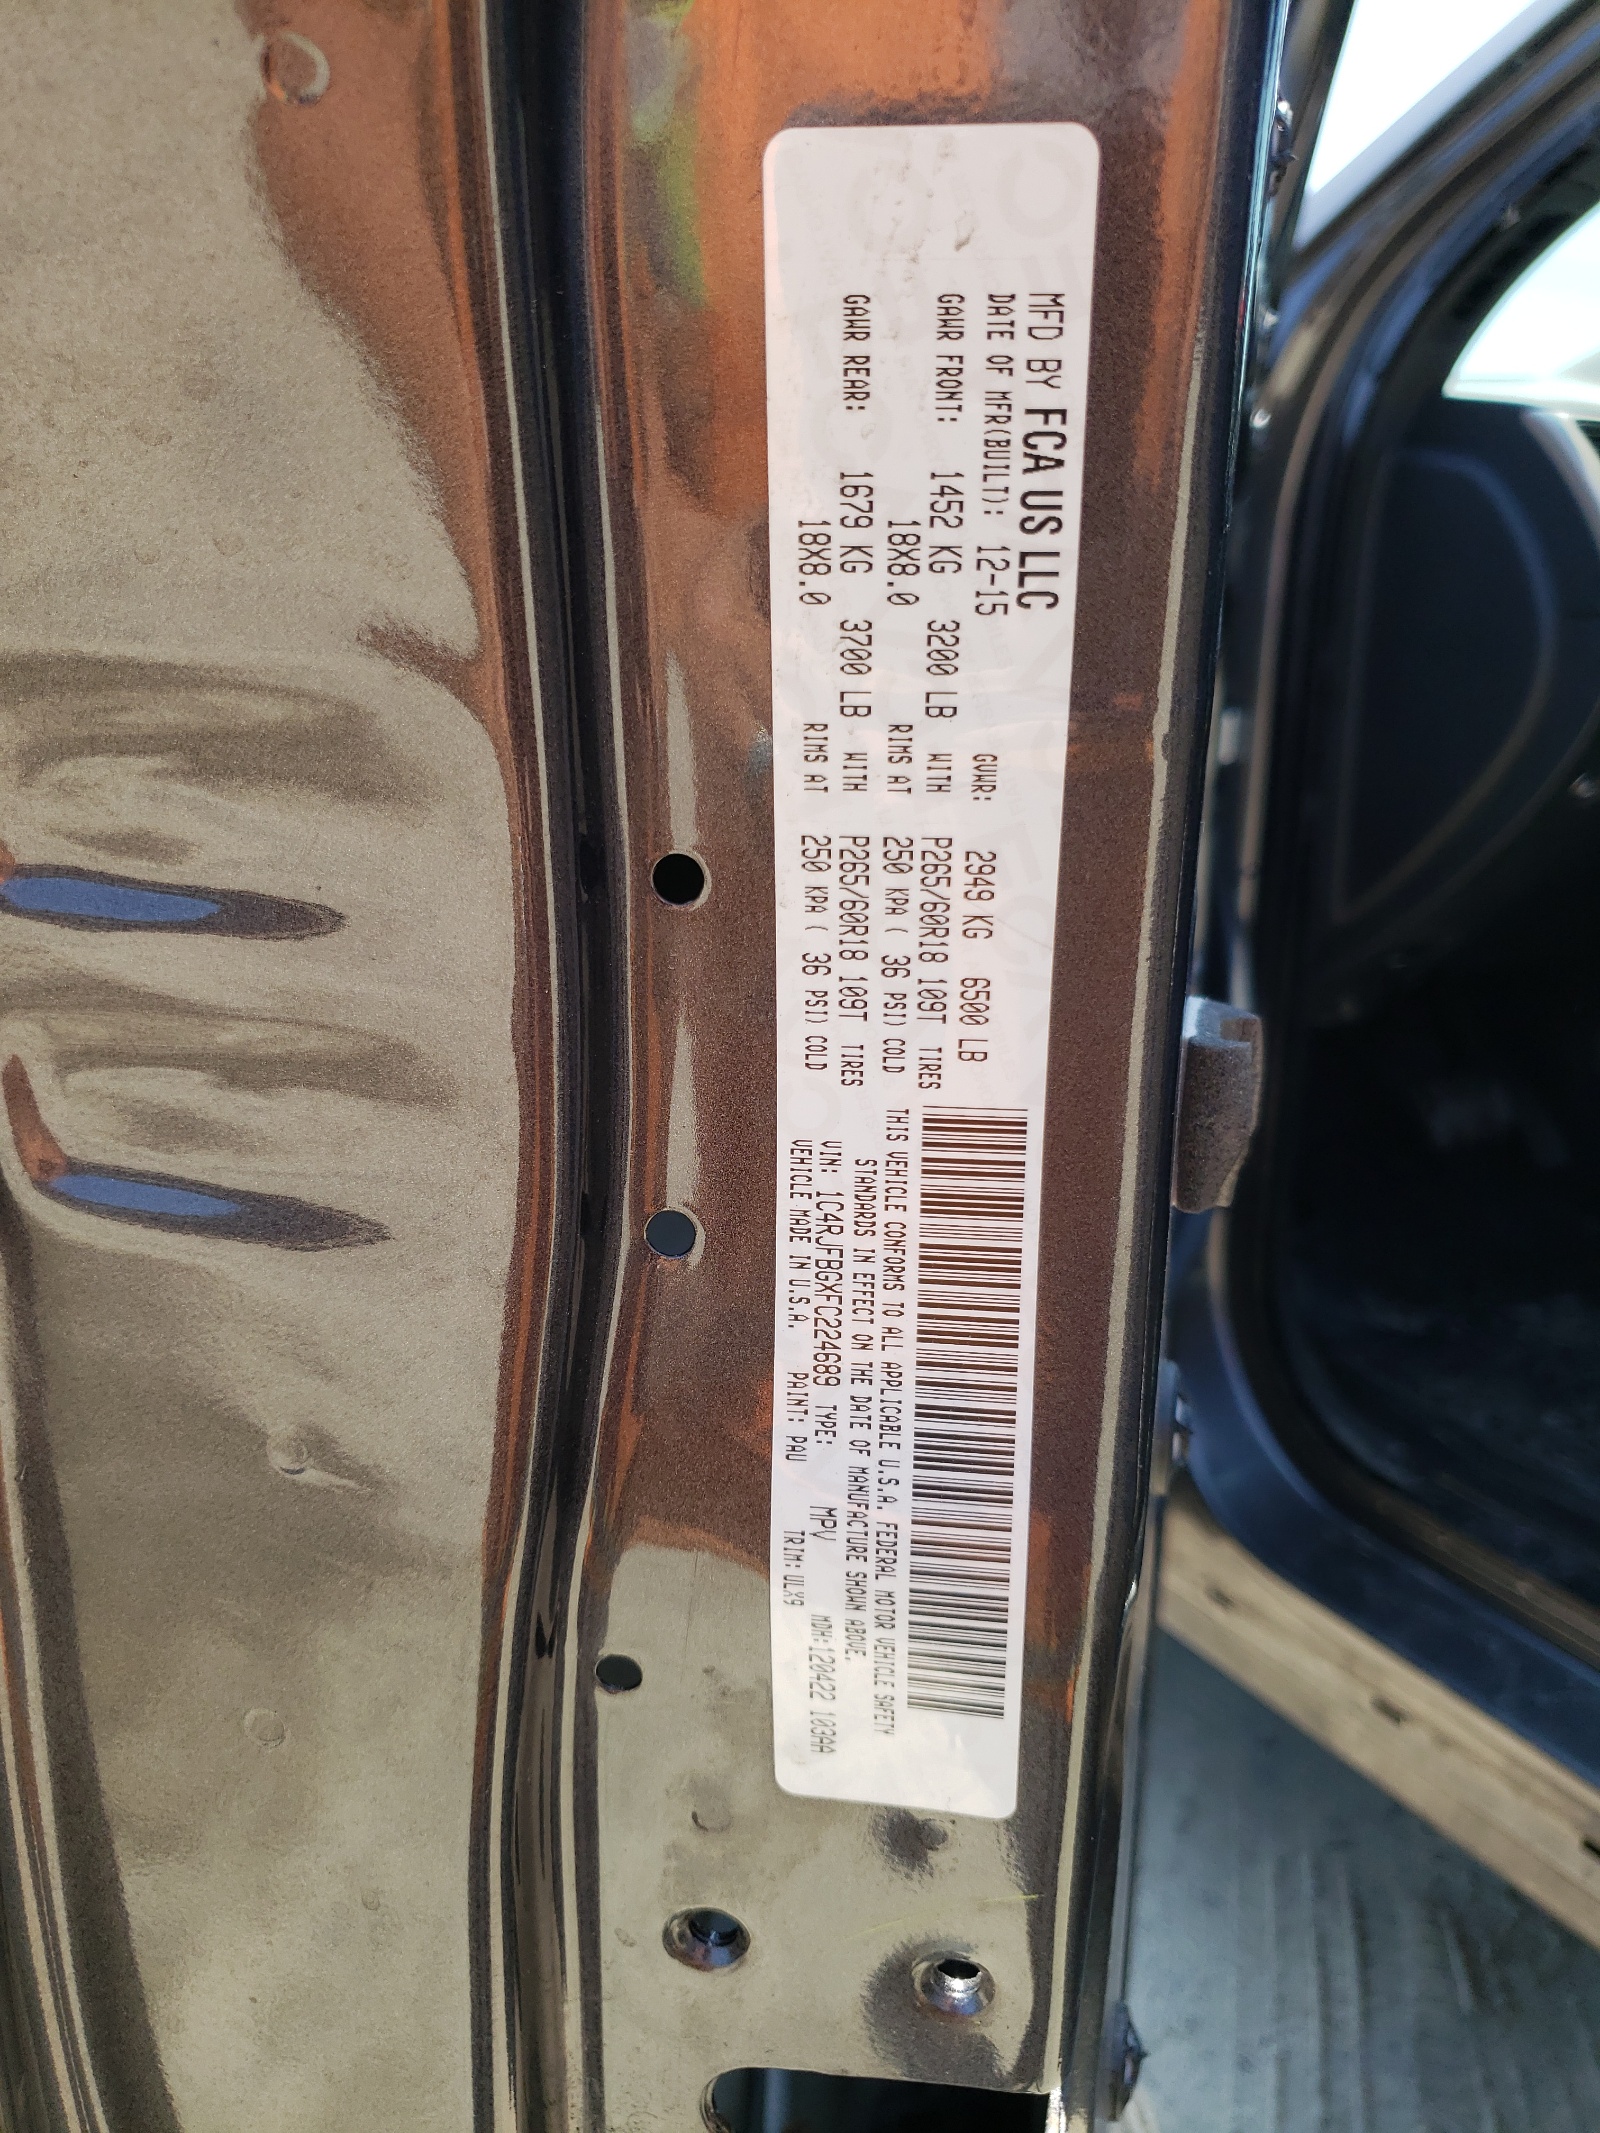 MFD BY FCA US LLC
DATE OF MFR(BUILT): 12-15 GVWR: 2949 KG 6500 LB
GAWR FRONT: 1452 KG 3200 LB WITH P265/60R18 109T TIRES
18X8.0 RIMS AT 250 KPA ( 36 PSI) COLD
GAWR REAR: 1679 KG 3700 LB WITH P265/60R18 109T TIRES
18X8.0 RIMS AT 250 KPA ( 36 PSI) COLD
THIS VEHICLE CONFORMS TO ALL APPLICABLE U.S.A. FEDERAL MOTOR VEHICLE SAFETY
STANDARDS IN EFFECT ON THE DATE OF MANUFACTURE SHOWN ABOVE.
VIN: 1C4RJFBGXFC224689 TYPE: MPV MDH:120422 103AA
VEHICLE MADE IN U.S.A. PAINT: PAU TRIM:ULX9